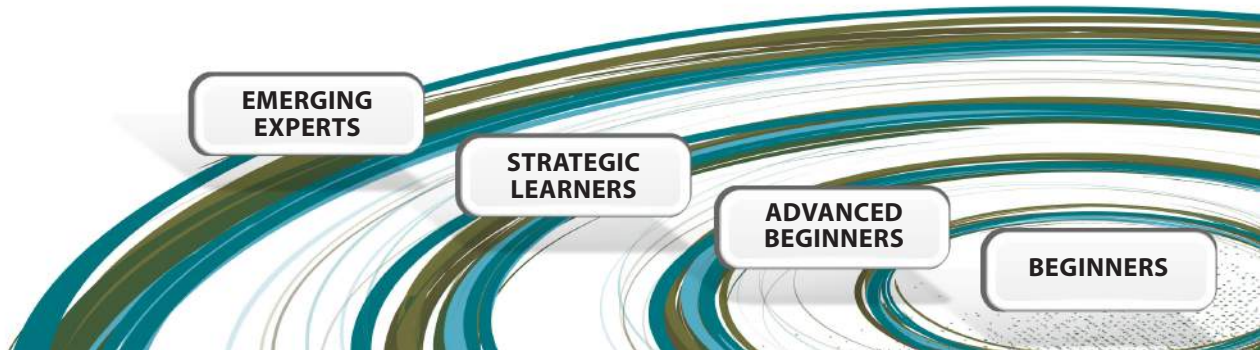 EMERGING
EXPERTS
STRATEGIC
LEARNERS
ADVANCED
BEGINNERS
BEGINNERS